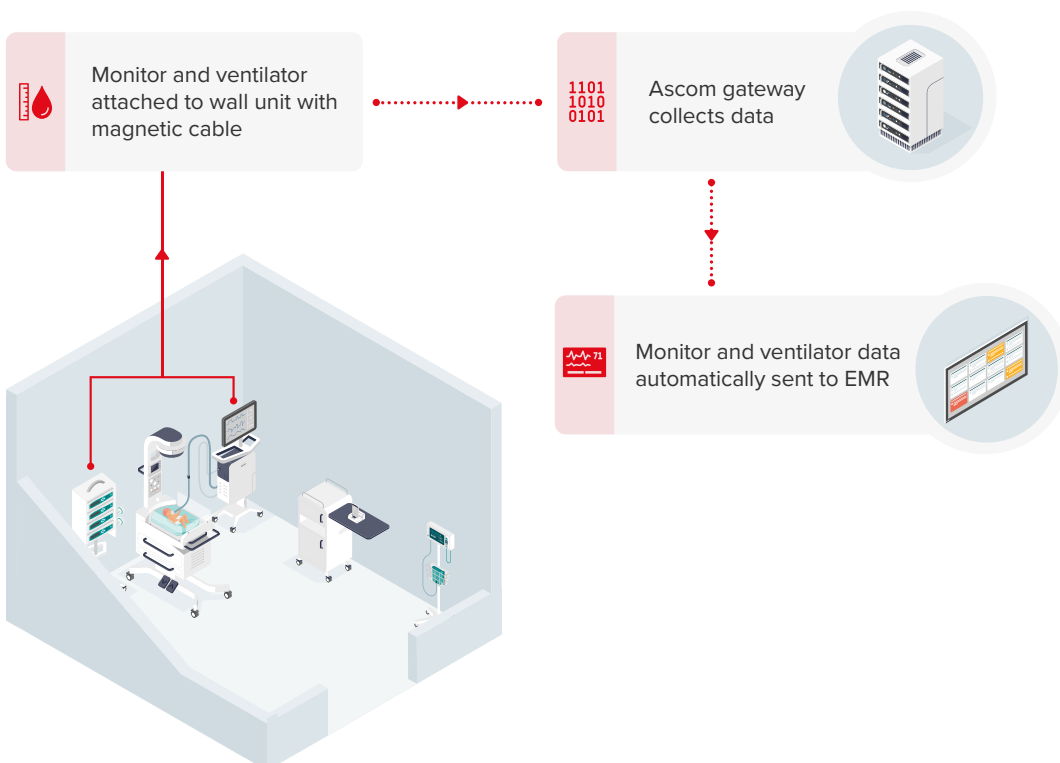 Monitor and ventilator
attached to wall unit with
magnetic cable
1101
1010
0101
Ascom gateway
collects data
71
Monitor and ventilator data
automatically sent to EMR